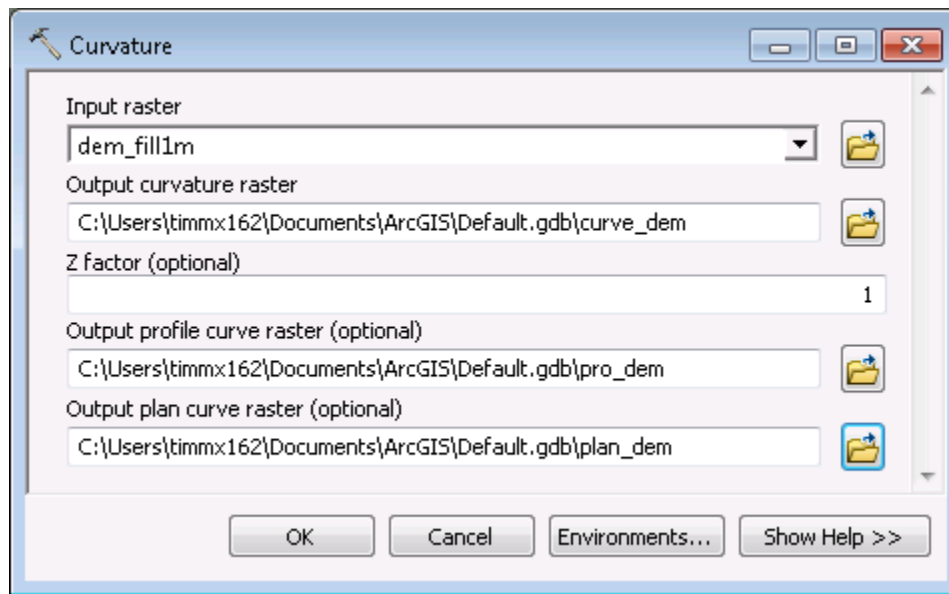 Curvature
Input raster
dem_fill1m
Output curvature raster
C:\Users\timmx162\Documents\ArcGIS\Default.gdb\curve_dem
Z factor (optional)
1
Output profile curve raster (optional)
C:\Users\timmx162\Documents\ArcGIS\Default.gdb\pro_dem
Output plan curve raster (optional)
C:\Users\timmx162\Documents\ArcGIS\Default.gdb\plan_dem
OK Cancel Environments... Show Help >>